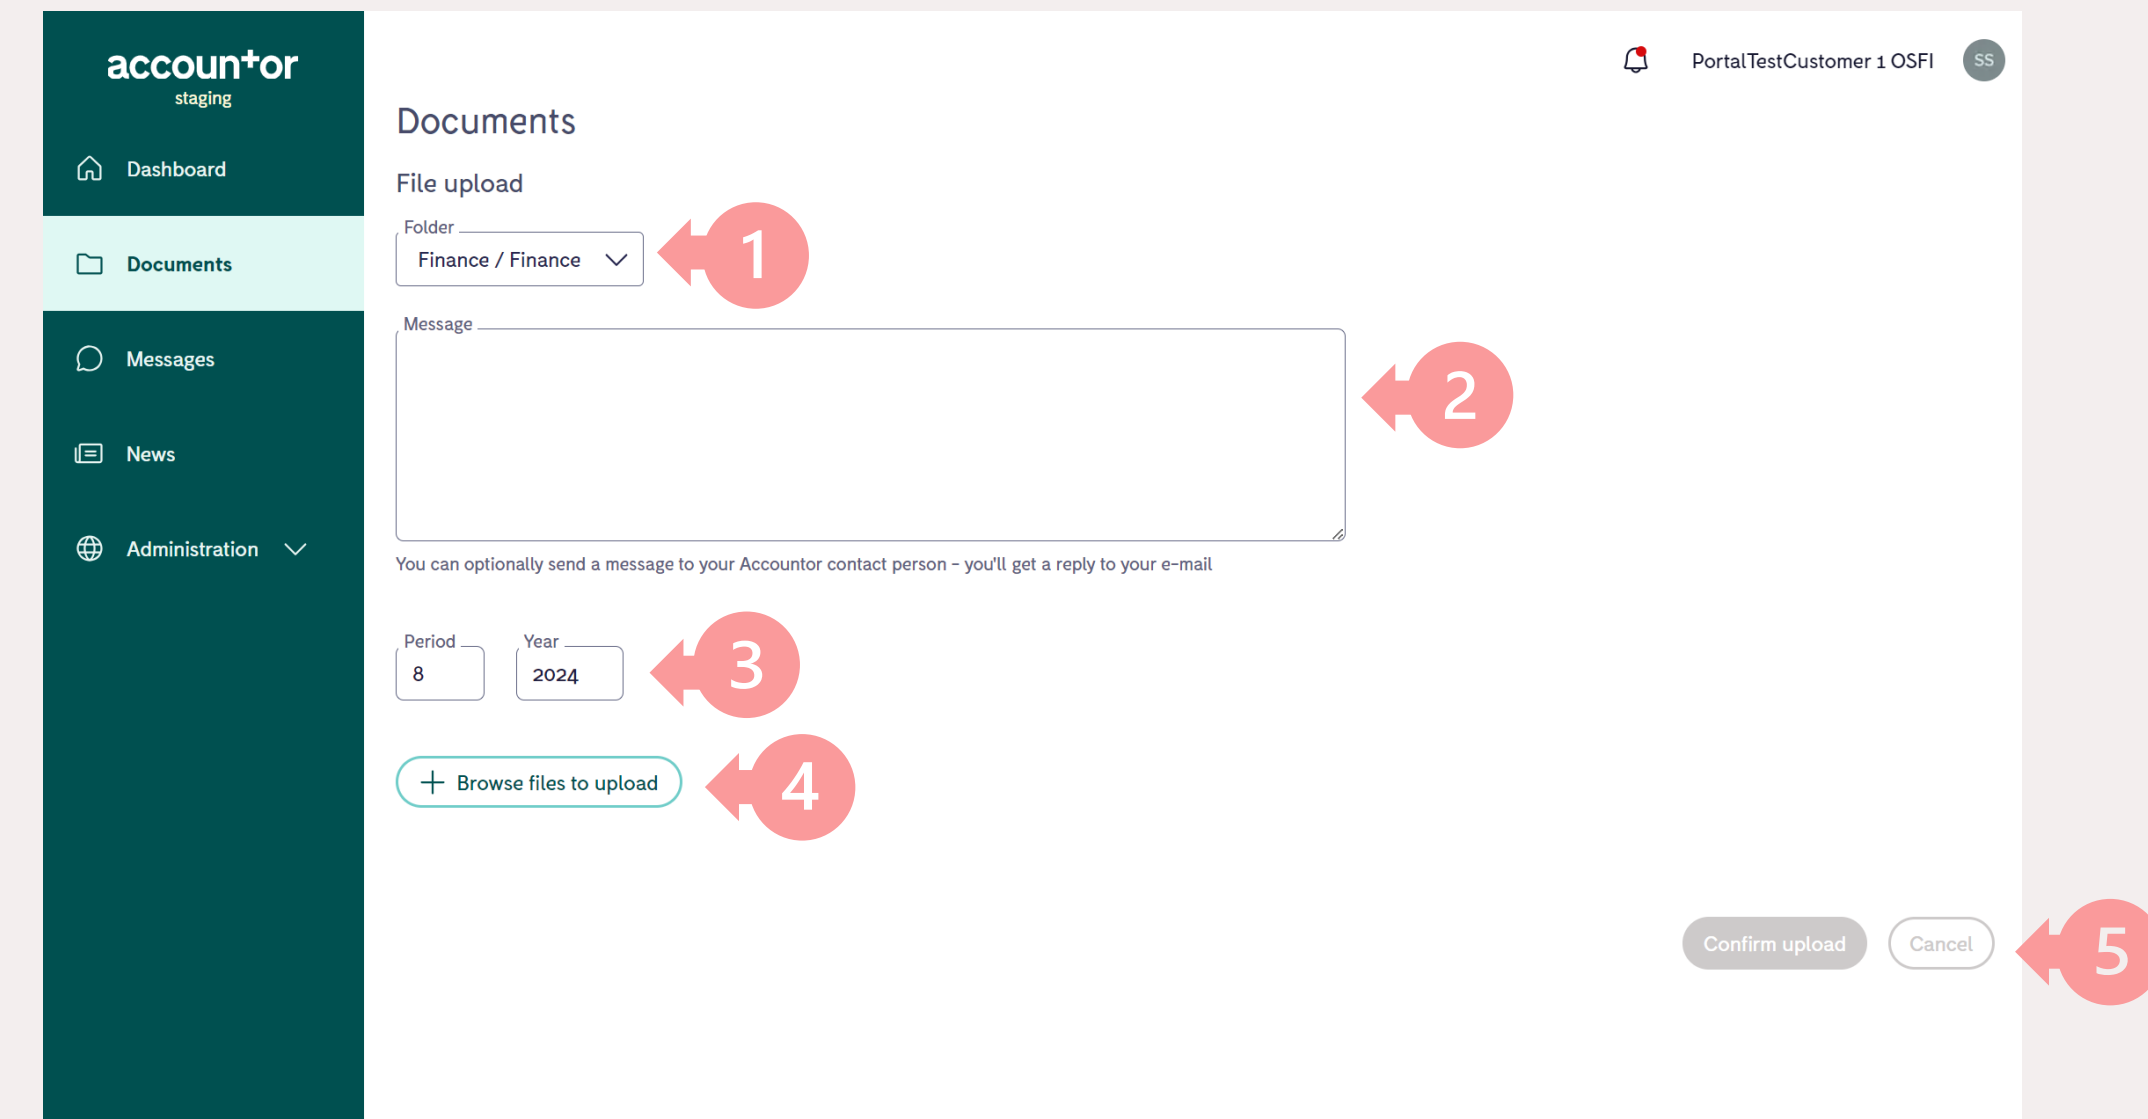 accountor
staging
PortalTestCustomer 1 OSFI
SS
Dashboard
Documents
Messages
News
Administration
Documents
File upload
Folder
Finance / Finance
1
Message
2
You can optionally send a message to your Accountor contact person - you'll get a reply to your e-mail
Period
Year
8
2024
3
Browse files to upload
4
Confirm upload
Cancel
5